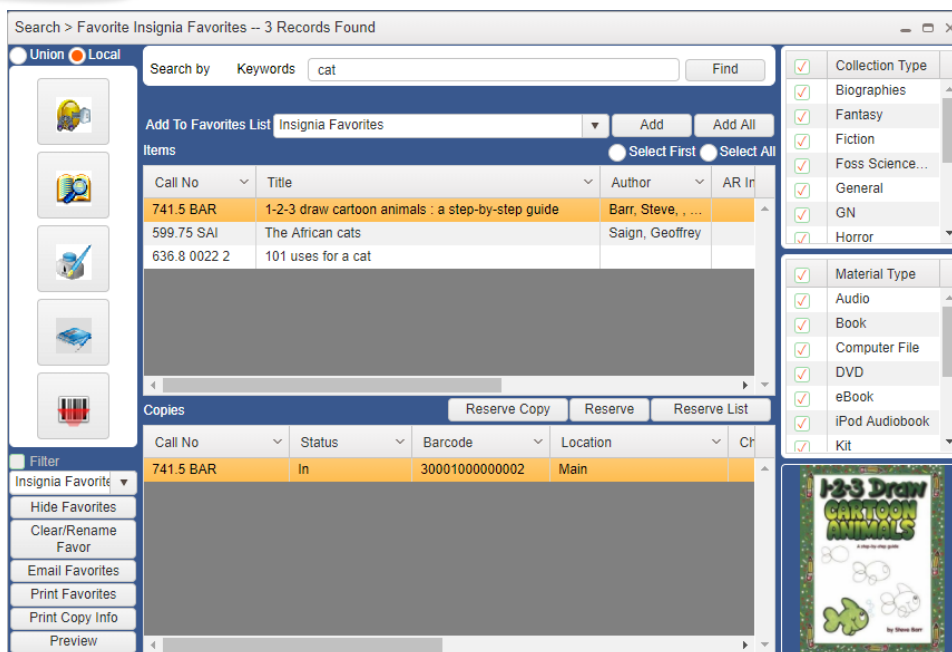 Search > Favorite Insignia Favorites -- 3 Records Found
Union Local
Search by Keywords cat Find
Add To Favorites List Insignia Favorites Add Add All
Items Select First Select All
Call No Title Author AR In
741.5 BAR 1-2-3 draw cartoon animals : a step-by-step guide Barr, Steve, , ...
599.75 SAI The African cats Saign, Geoffrey
636.8 0022 2 101 uses for a cat
Copies Reserve Copy Reserve Reserve List
Call No Status Barcode Location Ch
741.5 BAR In 30001000000002 Main
Filter
Insignia Favorite
Hide Favorites
Clear/Rename
Favor
Email Favorites
Print Favorites
Print Copy Info
Preview
Collection Type
Biographies
Fantasy
Fiction
Foss Science...
General
GN
Horror
Material Type
Audio
Book
Computer File
DVD
eBook
iPod Audiobook
Kit
1-2-3 Draw
CARTOON
ANIMALS
A step-by-step guide
by Steve Barr